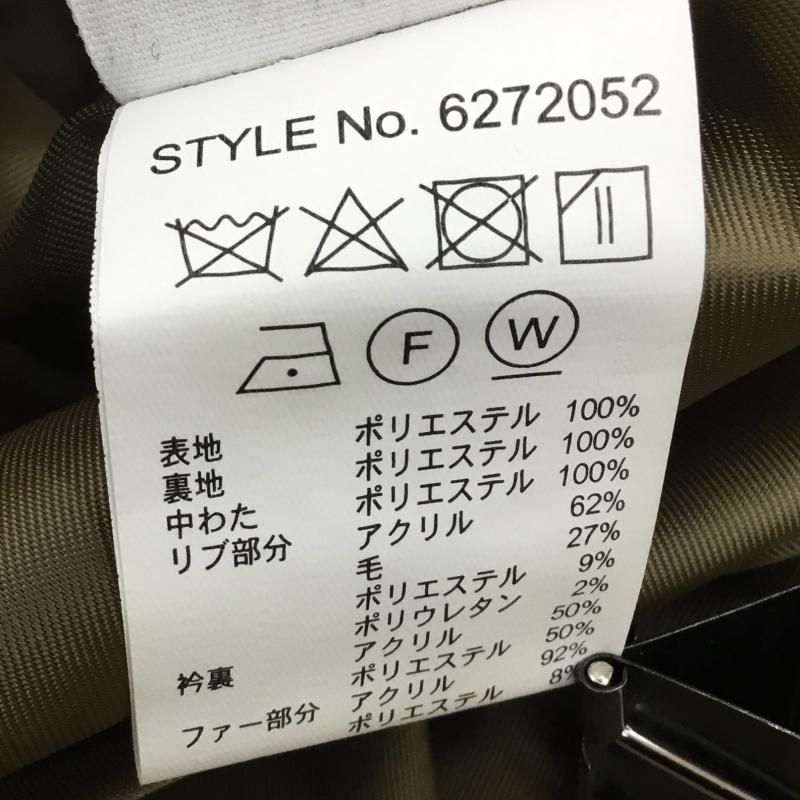 STYLE No. 6272052
F W
表地 ポリエステル 100%
裏地 ポリエステル 100%
中わた ポリエステル 100%
リブ部分 アクリル 62%
毛 27%
ポリエステル 9%
ポリウレタン 2%
衿裏 アクリル 50%
ポリエステル 50%
ファー部分 アクリル 92%
ポリエステル 8%